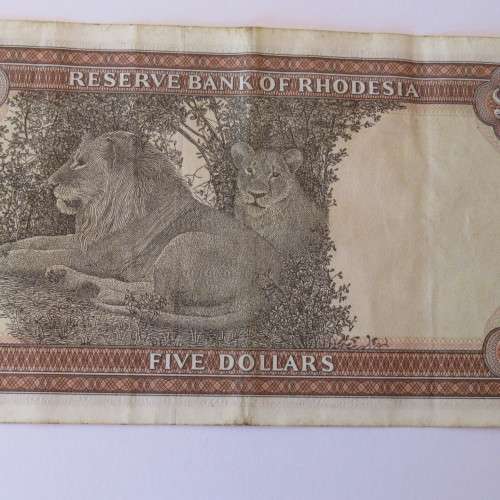 RESERVE BANK OF RHODESIA
FIVE DOLLARS